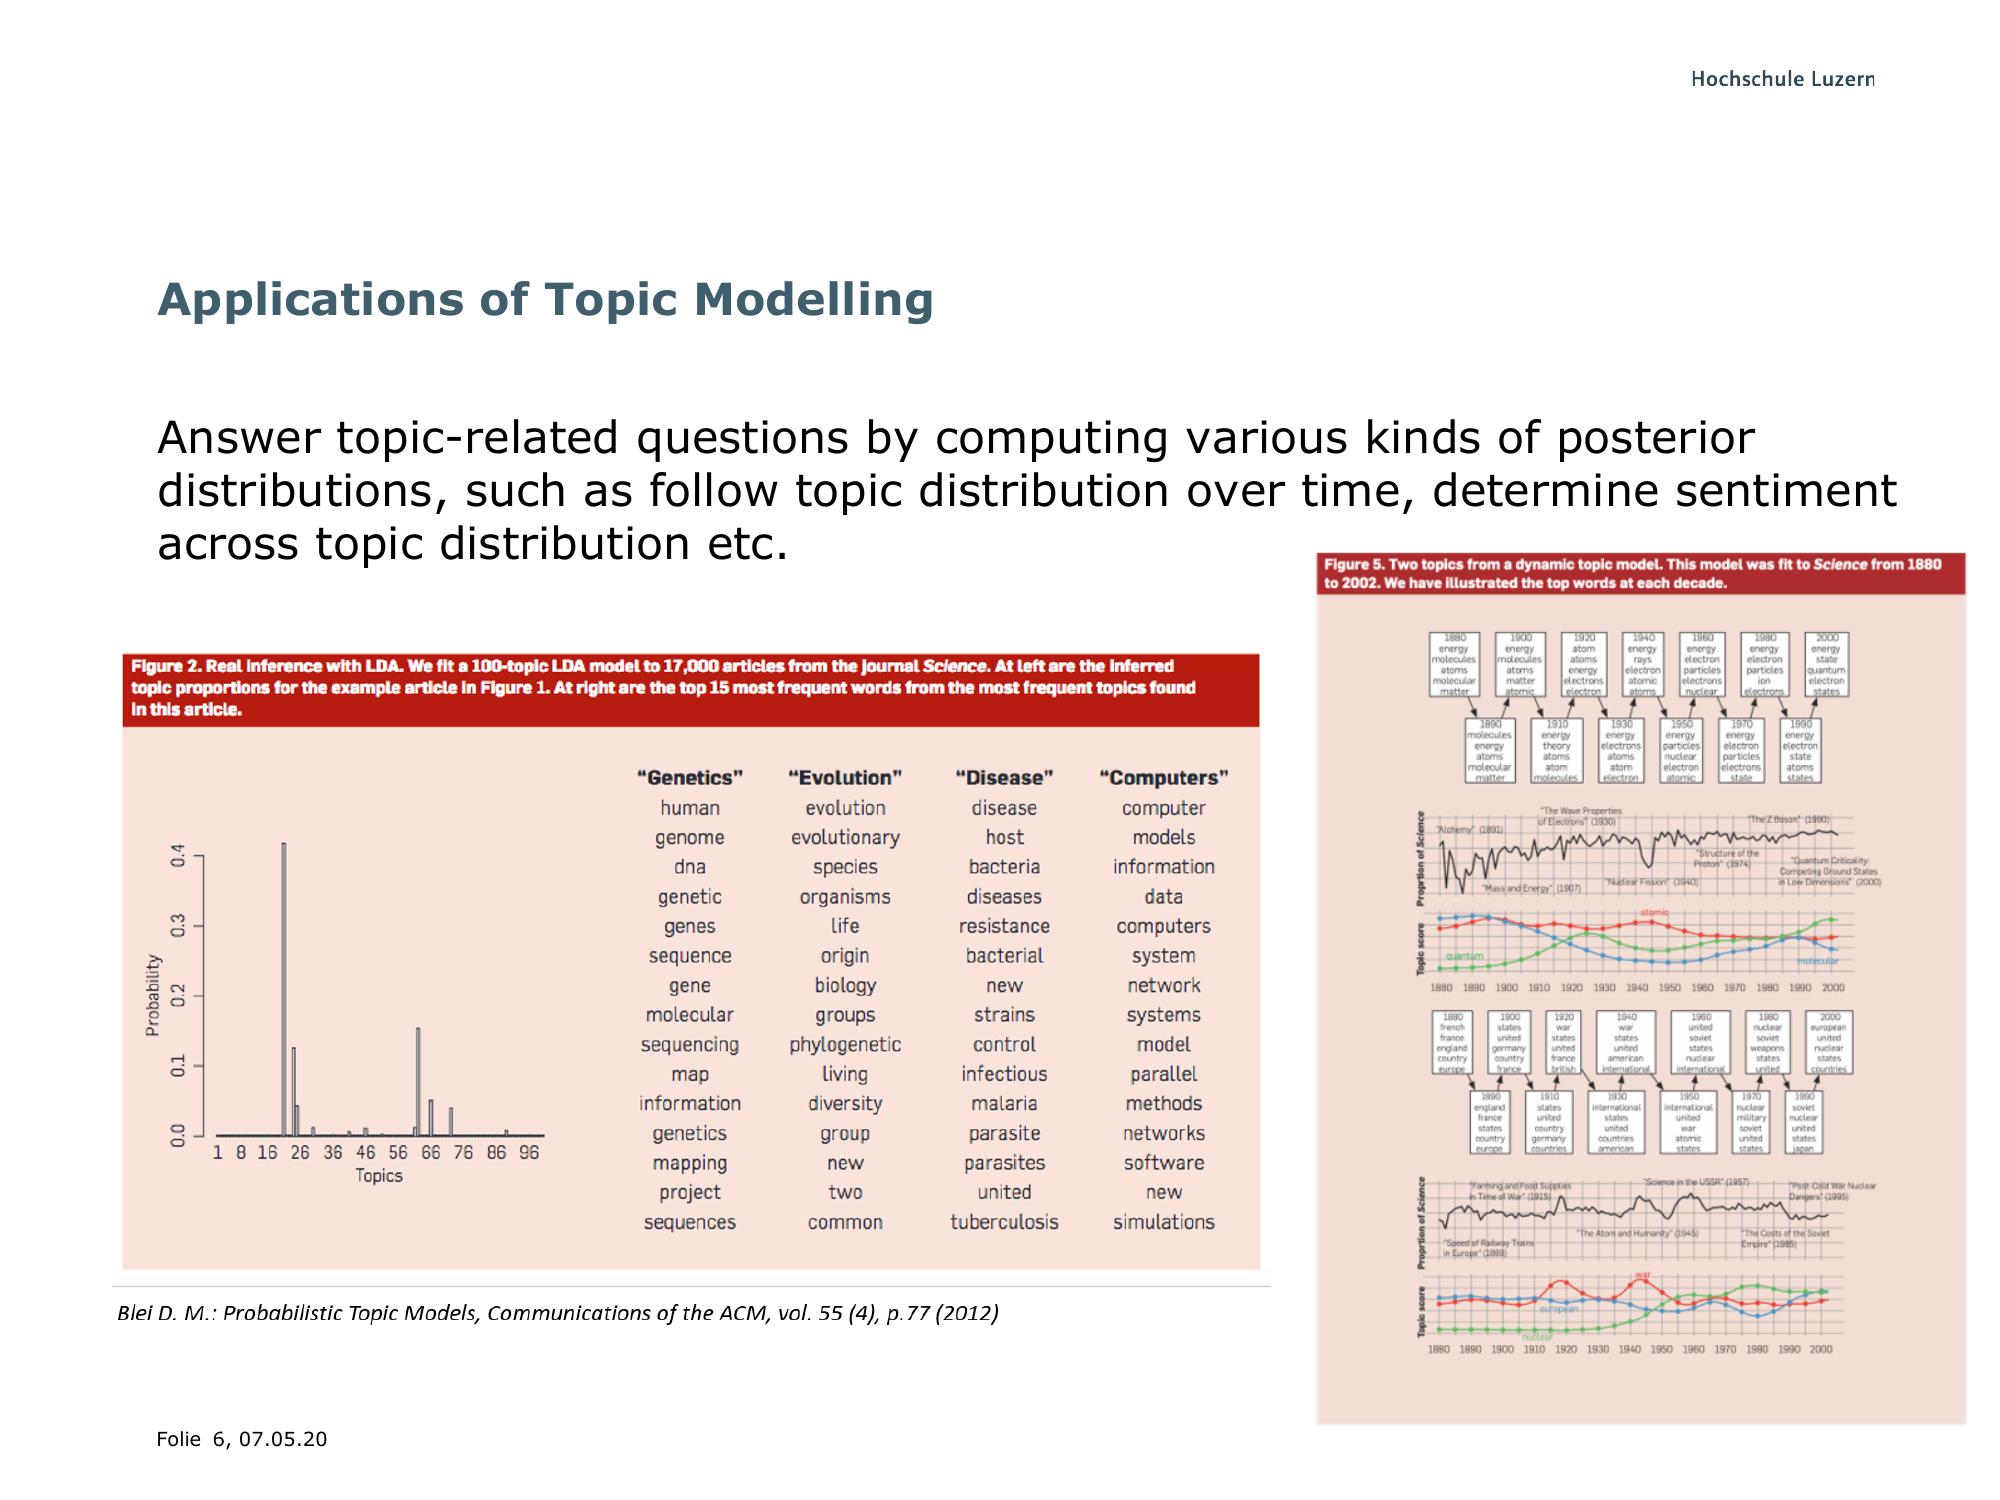 Hochschule Luzern
Applications of Topic Modelling
Answer topic-related questions by computing various kinds of posterior
distributions, such as follow topic distribution over time, determine sentiment
across topic distribution etc.
Figure 2. Real inference with LDA. We fit a 100-topic LDA model to 17,000 articles from the journal Science. At left are the inferred
topic proportions for the example article in Figure 1. At right are the top 15 most frequent words from the most frequent topics found
in this article.
Probability
0.4
0.3
0.2
0.1
0.0
1 8 16 26 36 46 56 66 76 86 96
Topics
“Genetics” “Evolution” “Disease” “Computers”
human evolution disease computer
genome evolutionary host models
dna species bacteria information
genetic organisms diseases data
genes life resistance computers
sequence origin bacterial system
gene biology new network
molecular groups strains systems
sequencing phylogenetic control model
map living infectious parallel
information diversity malaria methods
genetics group parasite networks
mapping new parasites software
project two united new
sequences common tuberculosis simulations
Blei D. M.: Probabilistic Topic Models, Communications of the ACM, vol. 55 (4), p.77 (2012)
Figure 5. Two topics from a dynamic topic model. This model was fit to Science from 1880
to 2002. We have illustrated the top words at each decade.
1880 1900 1920 1940 1960 1980 2000
energy energy atom energy energy energy energy
molecules molecules atoms rays electron electron state
atoms atoms energy electron particles particles quantum
molecular matter electrons atomic electrons ion electron
matter atomic electron atoms nuclear electrons states
1890 1910 1930 1950 1970 1990
molecules energy energy energy energy energy
energy theory electrons particles electron electron
atoms atoms atoms nuclear particles state
molecular atom atom electron electrons atoms
matter molecules electron atomic state states
Proprtion of Science
"Alchemy" (1891)
"The Wave Properties
of Electrons" (1930)
"The Z Boson" (1990)
"Structure of the
Proton" (1974)
"Quantum Criticality:
Competing Ground States
in Low Dimensions" (2000)
"Mass and Energy" (1907)
"Nuclear Fission" (1940)
Topic score
atomic
quantum
molecular
1880 1890 1900 1910 1920 1930 1940 1950 1960 1970 1980 1990 2000
1880 1900 1920 1940 1960 1980 2000
french states war war united nuclear european
france united states states soviet soviet united
england germany united united states weapons nuclear
country country france american nuclear states states
europe france british international international united countries
1890 1910 1930 1950 1970 1990
england states international international nuclear soviet
france united states united military nuclear
states country united war soviet united
country germany countries atomic united states
europe countries american states states japan
Proprtion of Science
"Farming and Food Supplies
in Time of War" (1915)
"Science in the USSR" (1957)
"Post-Cold War Nuclear
Dangers" (1995)
"The Atom and Humanity" (1945)
"The Costs of the Soviet
Empire" (1985)
"Speed of Railway Trains
in Europe" (1889)
Topic score
war
european
nuclear
1880 1890 1900 1910 1920 1930 1940 1950 1960 1970 1980 1990 2000
Folie 6, 07.05.20